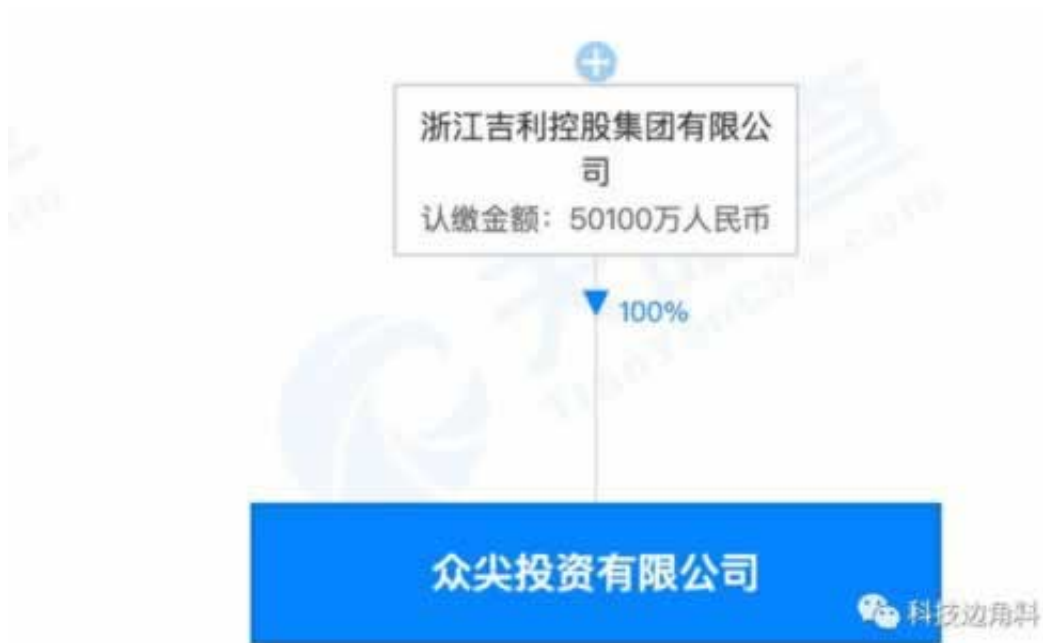 浙江吉利控股集团有限公
司
认缴金额：50100万人民币
100%
众尖投资有限公司
科技边角料